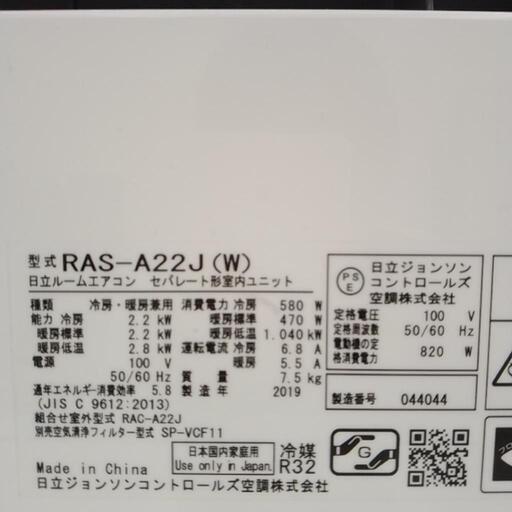 型式 RAS-A22J(W)
日立ルームエアコン セパレート形室内ユニット
種類 冷房・暖房兼用 消費電力 冷房 580 W
能力 冷房 2.2 kW 暖房標準 470 W
暖房標準 2.2 kW 暖房低温 1.040 kW
暖房低温 2.8 kW 運転電流 冷房 6.8 A
電源 100 V 暖房 5.5 A
50/60 Hz 質量 7.5 kg
通年エネルギー消費効率 5.8 製造年 2019
(JIS C 9612:2013)
組合せ室外型式 RAC-A22J
別売空気清浄フィルター型式 SP-VCF11
Made in China
日本国内家庭用
Use only in Japan.
冷媒
R32
日立ジョンソンコントロールズ空調株式会社
PS
E
日立ジョンソン
コントロールズ
空調株式会社
定格電圧 100 V
定格周波数 50/60 Hz
電動機の定
格消費電力 820 W
製造番号 044044
G